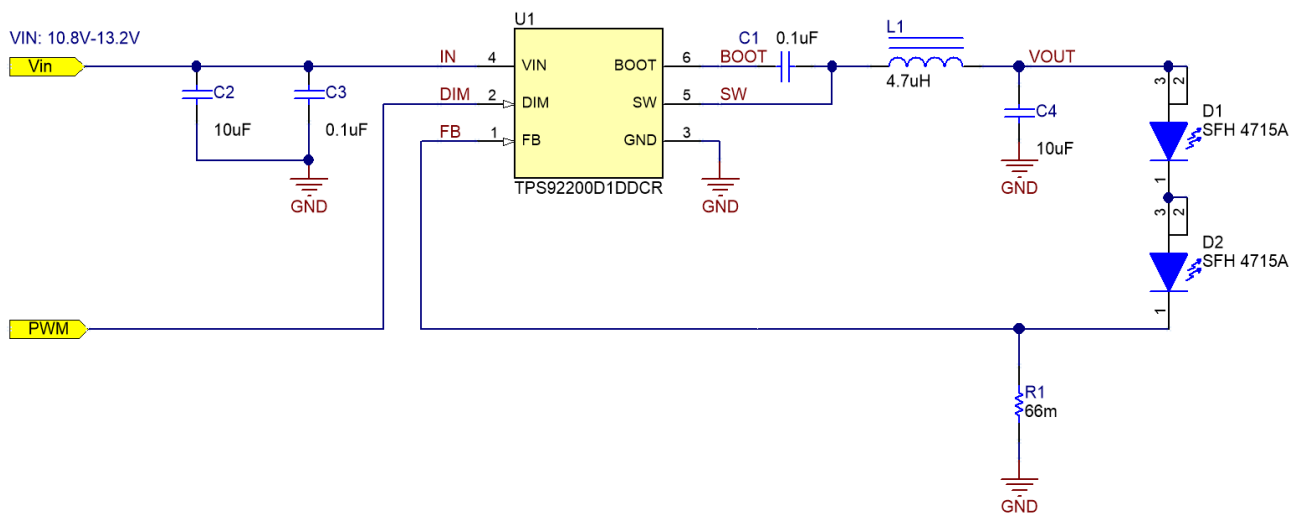 VIN: 10.8V-13.2V
Vin
C2
10uF
C3
0.1uF
GND
IN
DIM
FB
4
2
1
U1
VIN
DIM
FB
BOOT
SW
GND
TPS92200D1DDCR
6
5
3
BOOT
SW
GND
C1
0.1uF
L1
4.7uH
VOUT
C4
10uF
GND
3
2
D1
SFH 4715A
1
3
2
D2
SFH 4715A
1
PWM
R1
66m
GND